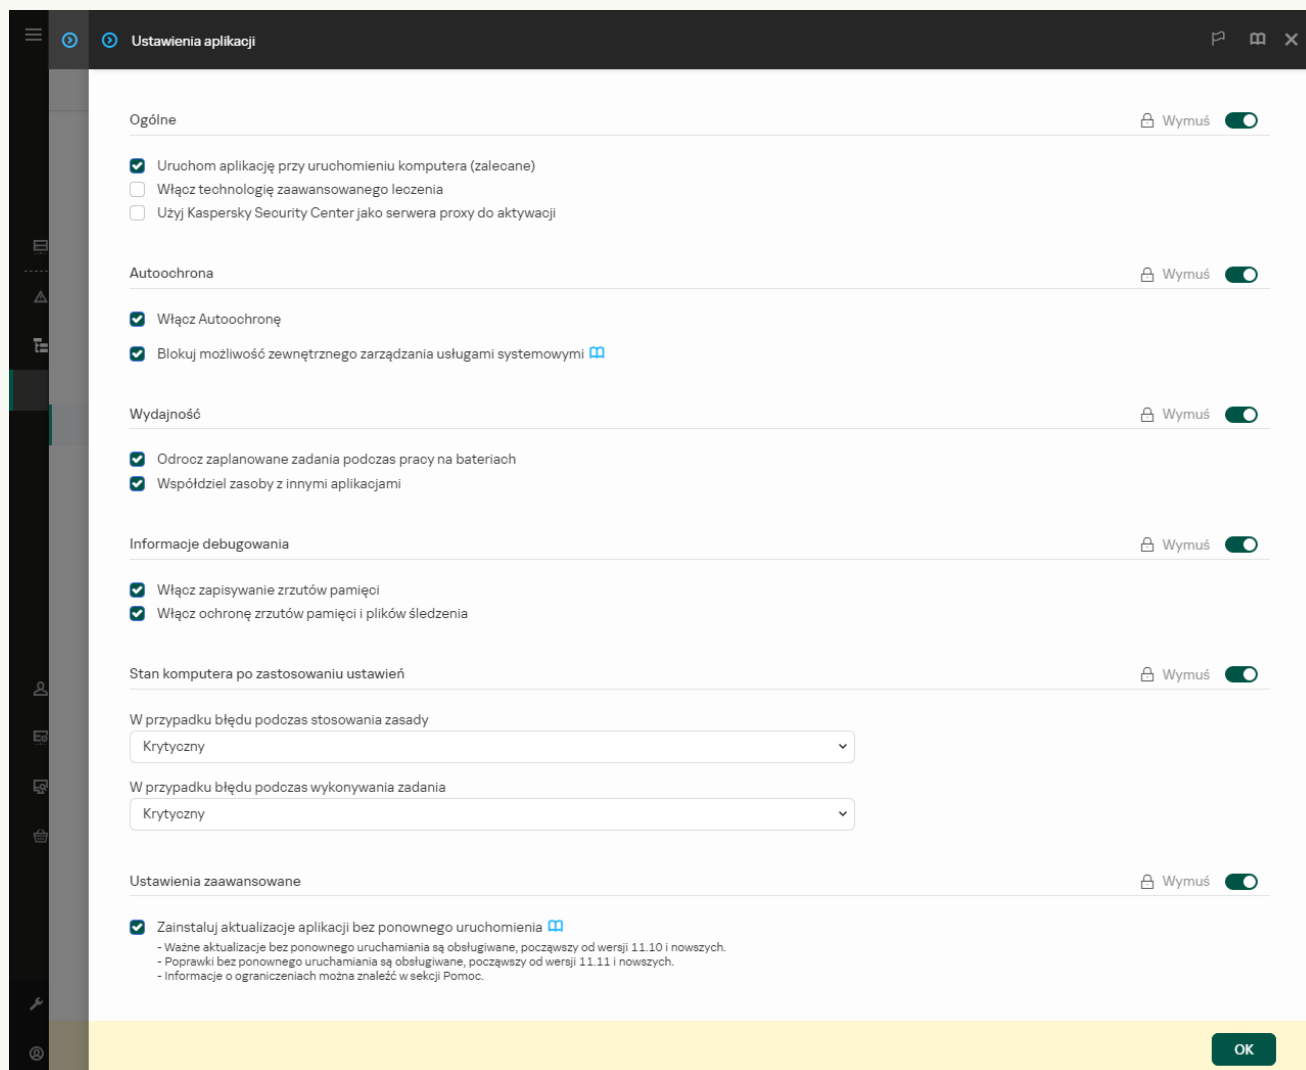 Ustawienia aplikacji
Ogólne
Wymuś
Uruchom aplikację przy uruchomieniu komputera (zalecane)
Włącz technologię zaawansowanego leczenia
Użyj Kaspersky Security Center jako serwera proxy do aktywacji
Autoochrona
Wymuś
Włącz Autoochronę
Blokuj możliwość zewnętrznego zarządzania usługami systemowymi
Wydajność
Wymuś
Odrocz zaplanowane zadania podczas pracy na bateriach
Współdziel zasoby z innymi aplikacjami
Informacje debugowania
Wymuś
Włącz zapisywanie zrzutów pamięci
Włącz ochronę zrzutów pamięci i plików śledzenia
Stan komputera po zastosowaniu ustawień
Wymuś
W przypadku błędu podczas stosowania zasady
Krytyczny
W przypadku błędu podczas wykonywania zadania
Krytyczny
Ustawienia zaawansowane
Wymuś
Zainstaluj aktualizacje aplikacji bez ponownego uruchomienia
- Ważne aktualizacje bez ponownego uruchamiania są obsługiwane, począwszy od wersji 11.10 i nowszych.
- Poprawki bez ponownego uruchamiania są obsługiwane, począwszy od wersji 11.11 i nowszych.
- Informacje o ograniczeniach można znaleźć w sekcji Pomoc.
OK